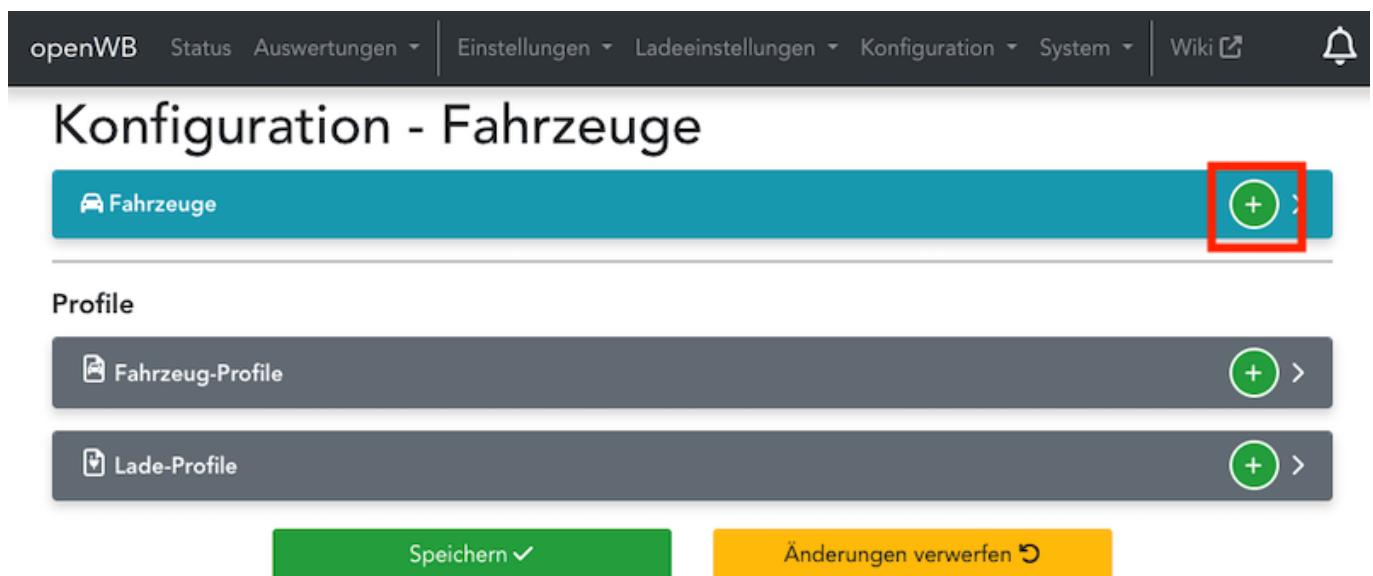 openWB Status Auswertungen Einstellungen Ladeeinstellungen Konfiguration System Wiki
Konfiguration - Fahrzeuge
Fahrzeuge
Profile
Fahrzeug-Profile
Lade-Profile
Speichern Änderungen verwerfen